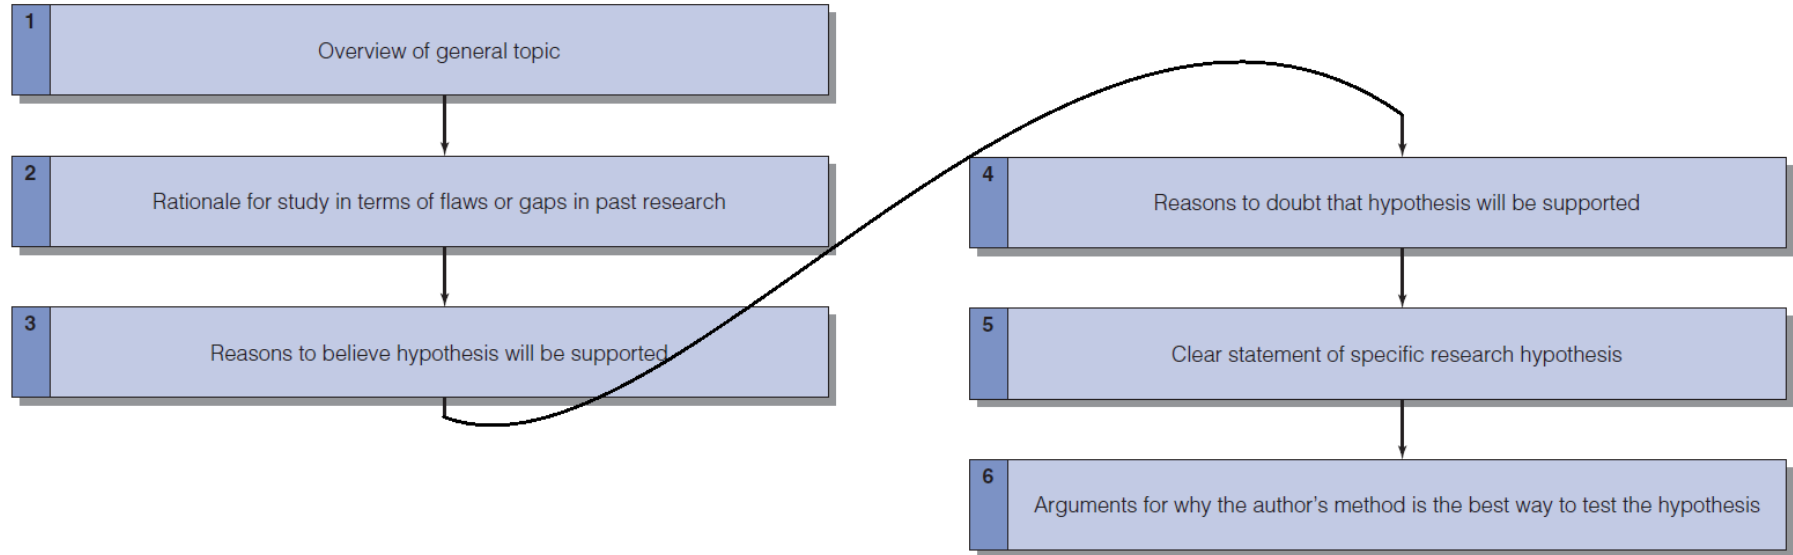 1
Overview of general topic
2
Rationale for study in terms of flaws or gaps in past research
3
Reasons to believe hypothesis will be supported
4
Reasons to doubt that hypothesis will be supported
5
Clear statement of specific research hypothesis
6
Arguments for why the author's method is the best way to test the hypothesis